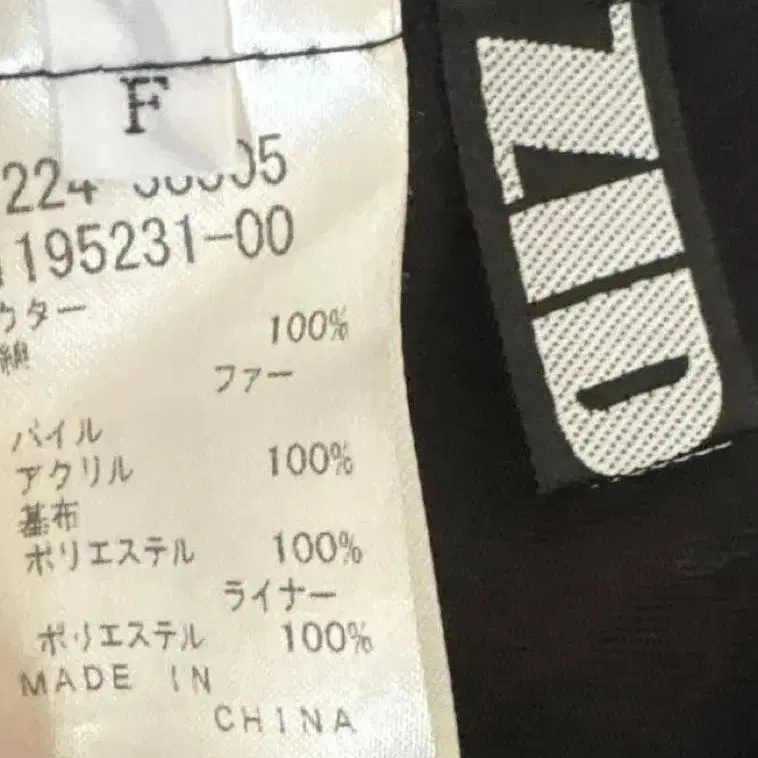 F
195231-00
ウター
綿 100%
ファー
パイル
アクリル 100%
基布
ポリエステル 100%
ライナー
ポリエステル 100%
MADE IN
CHINA
ZID